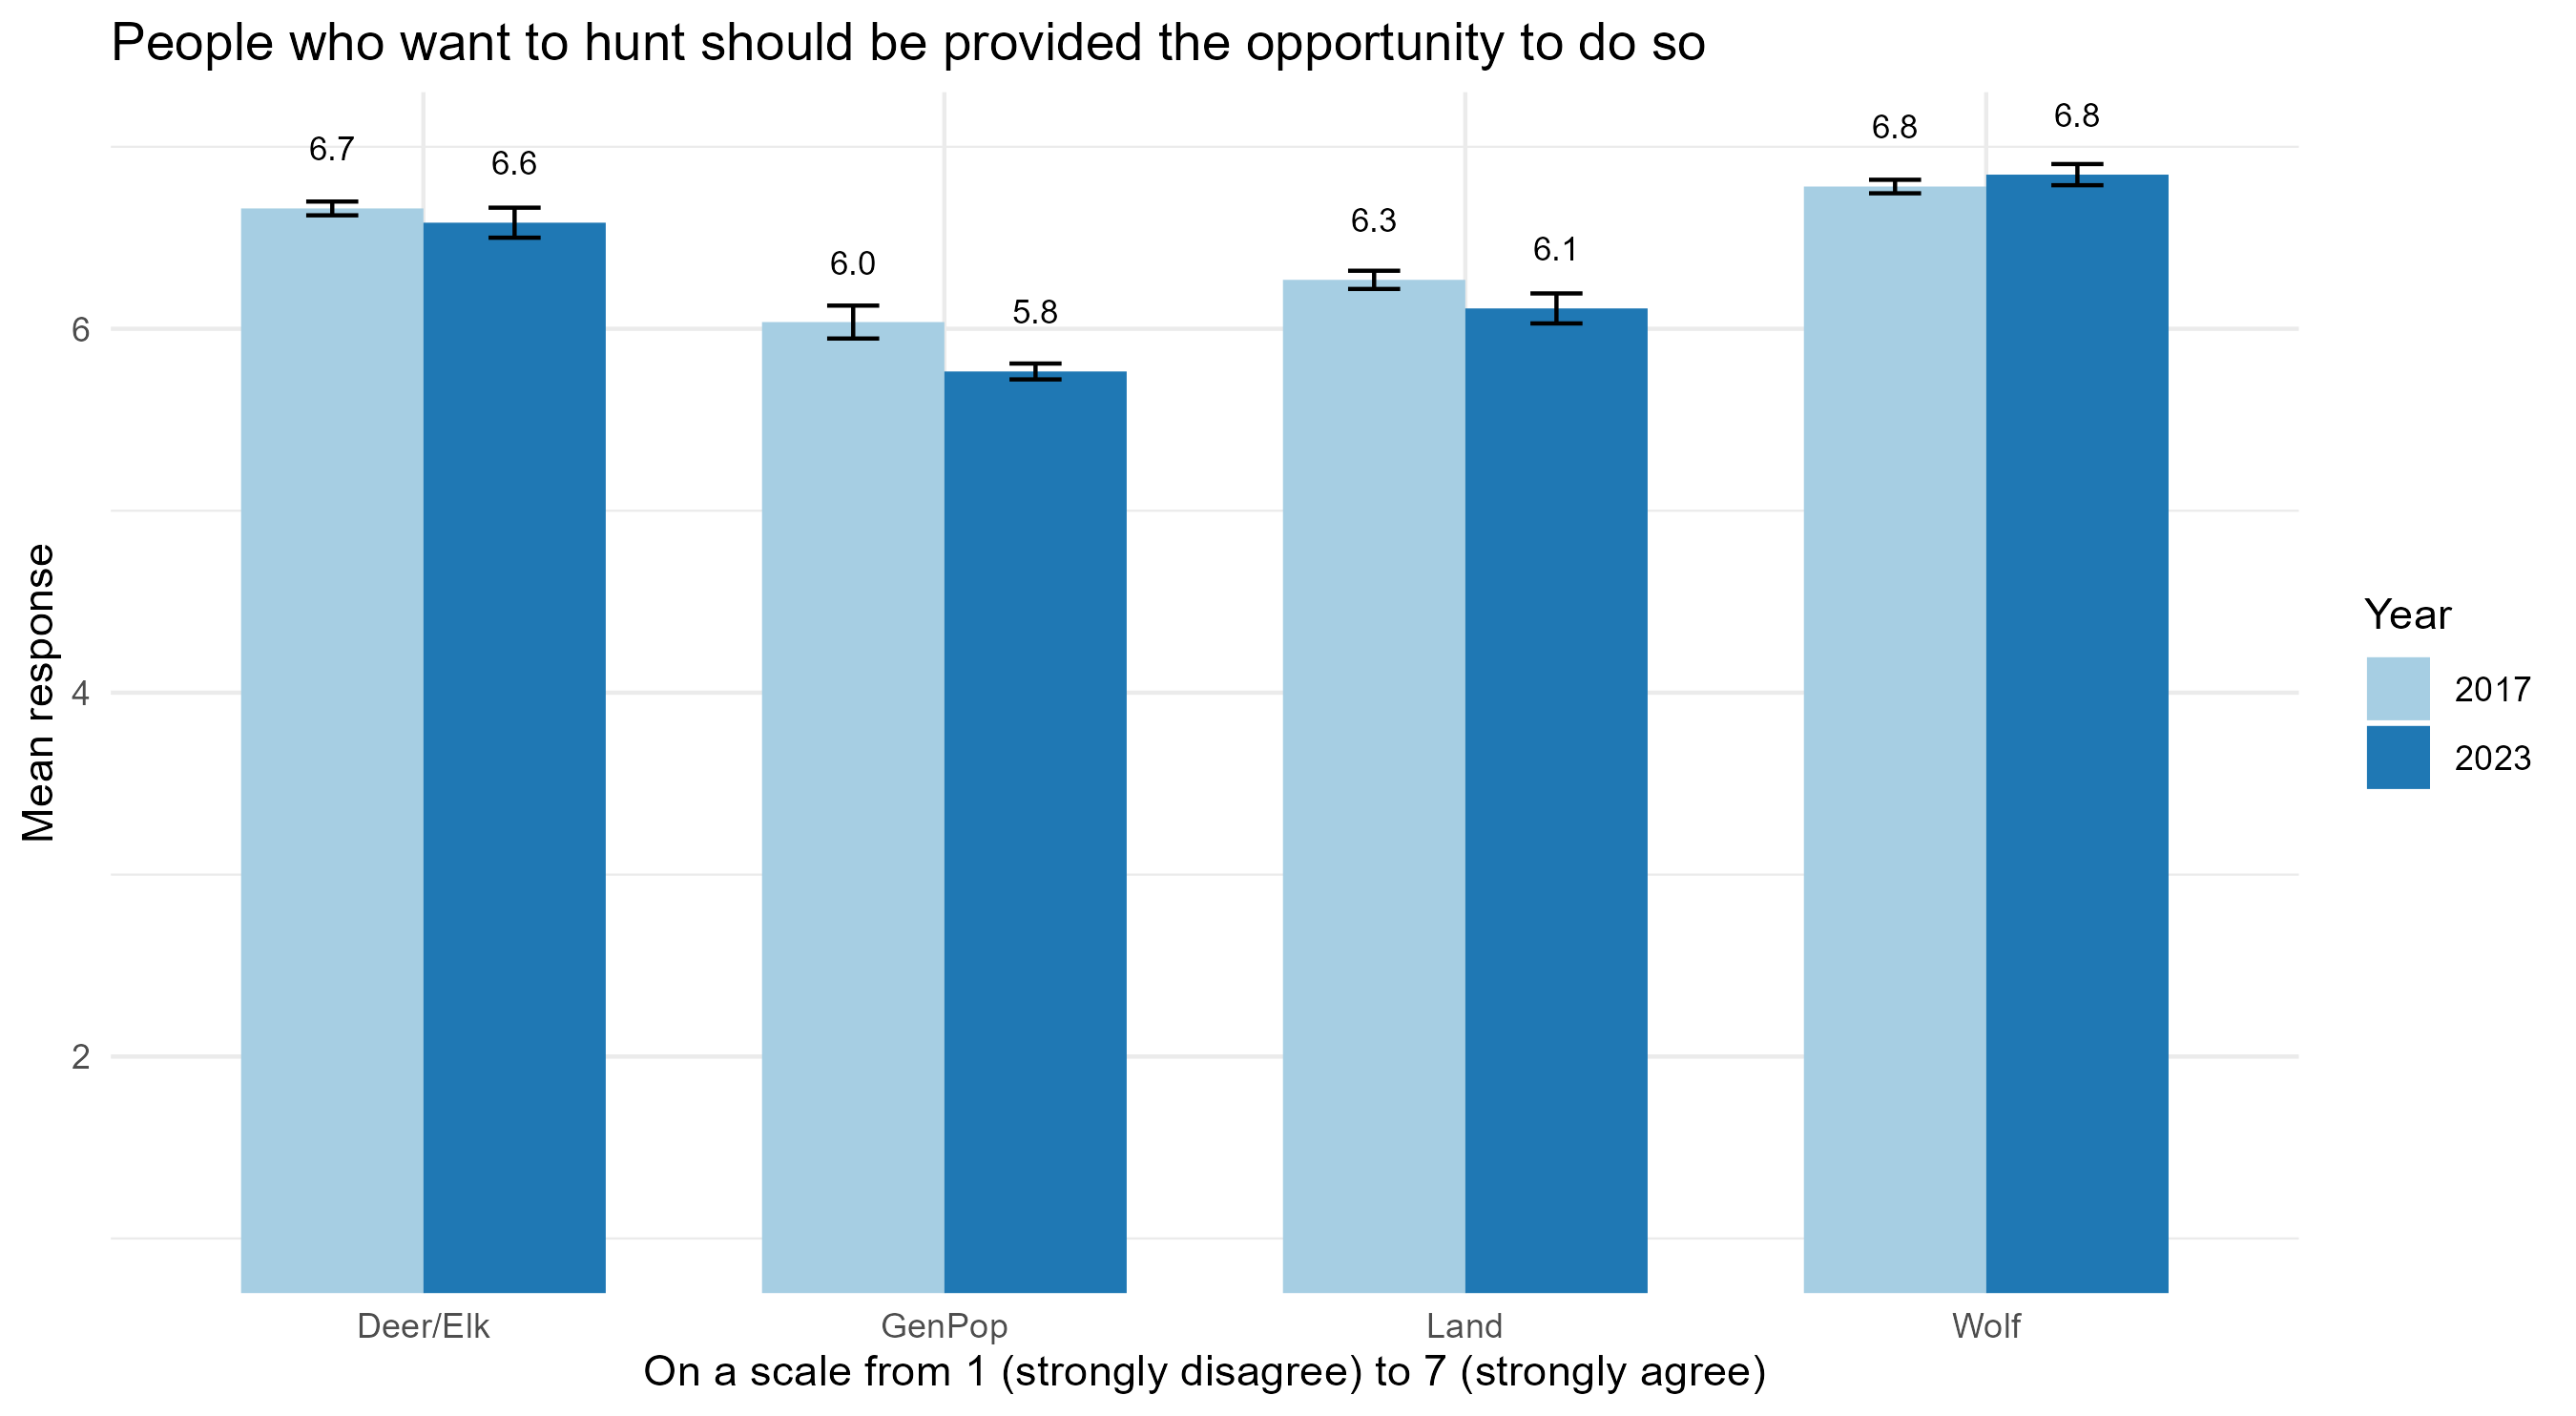 People who want to hunt should be provided the opportunity to do so
6.7
6.6
6.0
5.8
6.3
6.1
6.8
6.8
6
4
2
Mean response
Deer/Elk
GenPop
Land
Wolf
On a scale from 1 (strongly disagree) to 7 (strongly agree)
Year
2017
2023